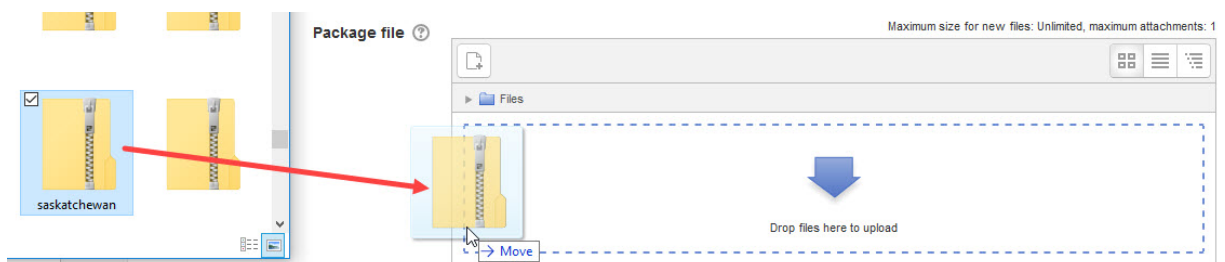 Package file
Maximum size for new files: Unlimited, maximum attachments: 1
Files
saskatchewan
Drop files here to upload
Move